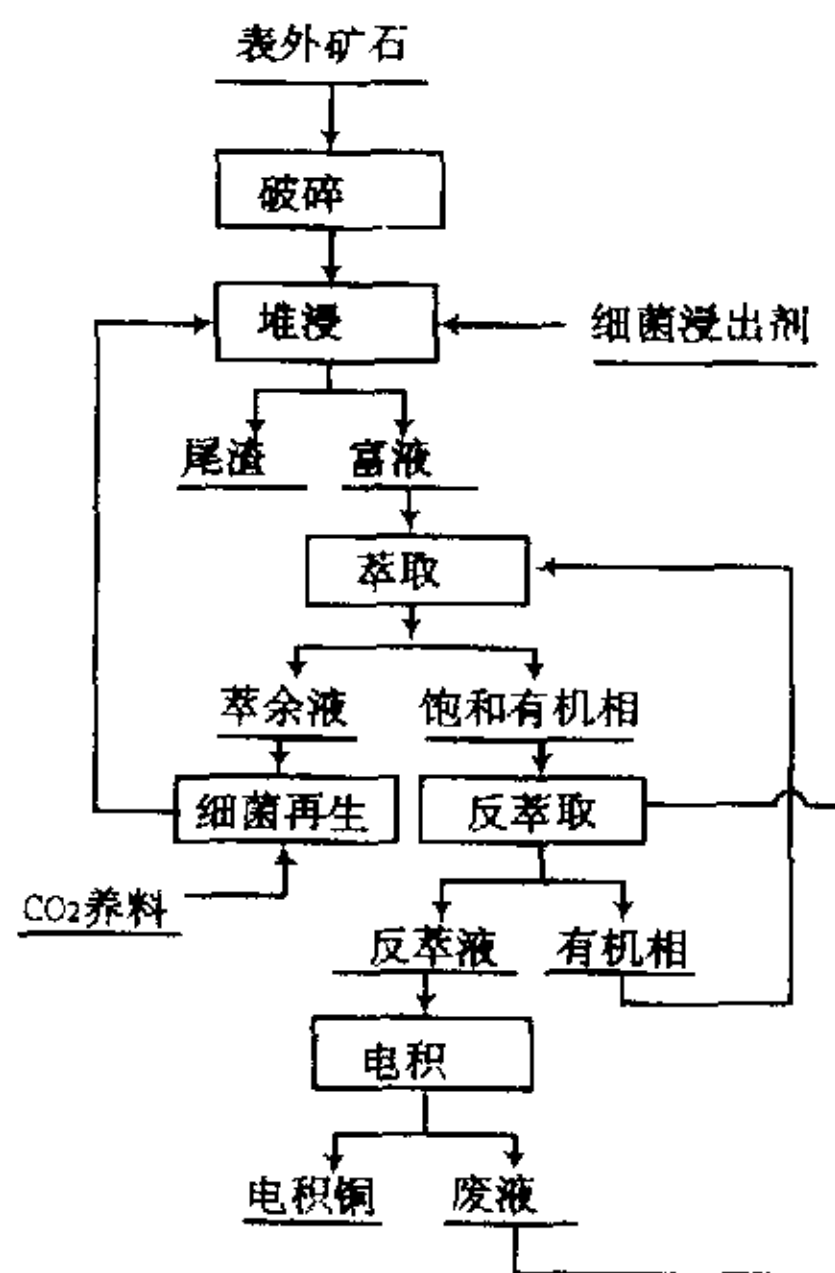 表外矿石
破碎
堆浸
细菌浸出剂
尾渣
富液
萃取
萃余液
饱和有机相
细菌再生
反萃取
CO2养料
反萃液
有机相
电积
电积铜
废液